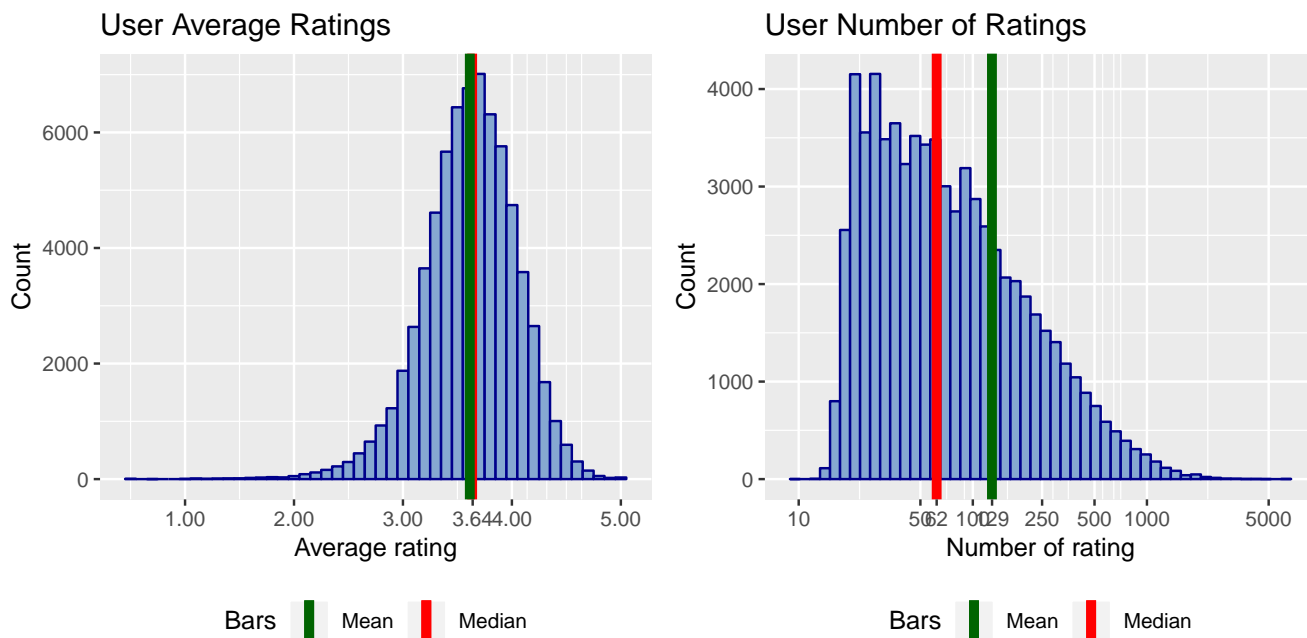 User Average Ratings
Count
6000
4000
2000
0
1.00 2.00 3.00 3.64 4.00 5.00
Average rating
Bars Mean Median
User Number of Ratings
Count
4000
3000
2000
1000
0
10 50 62 100 129 250 500 1000 5000
Number of rating
Bars Mean Median